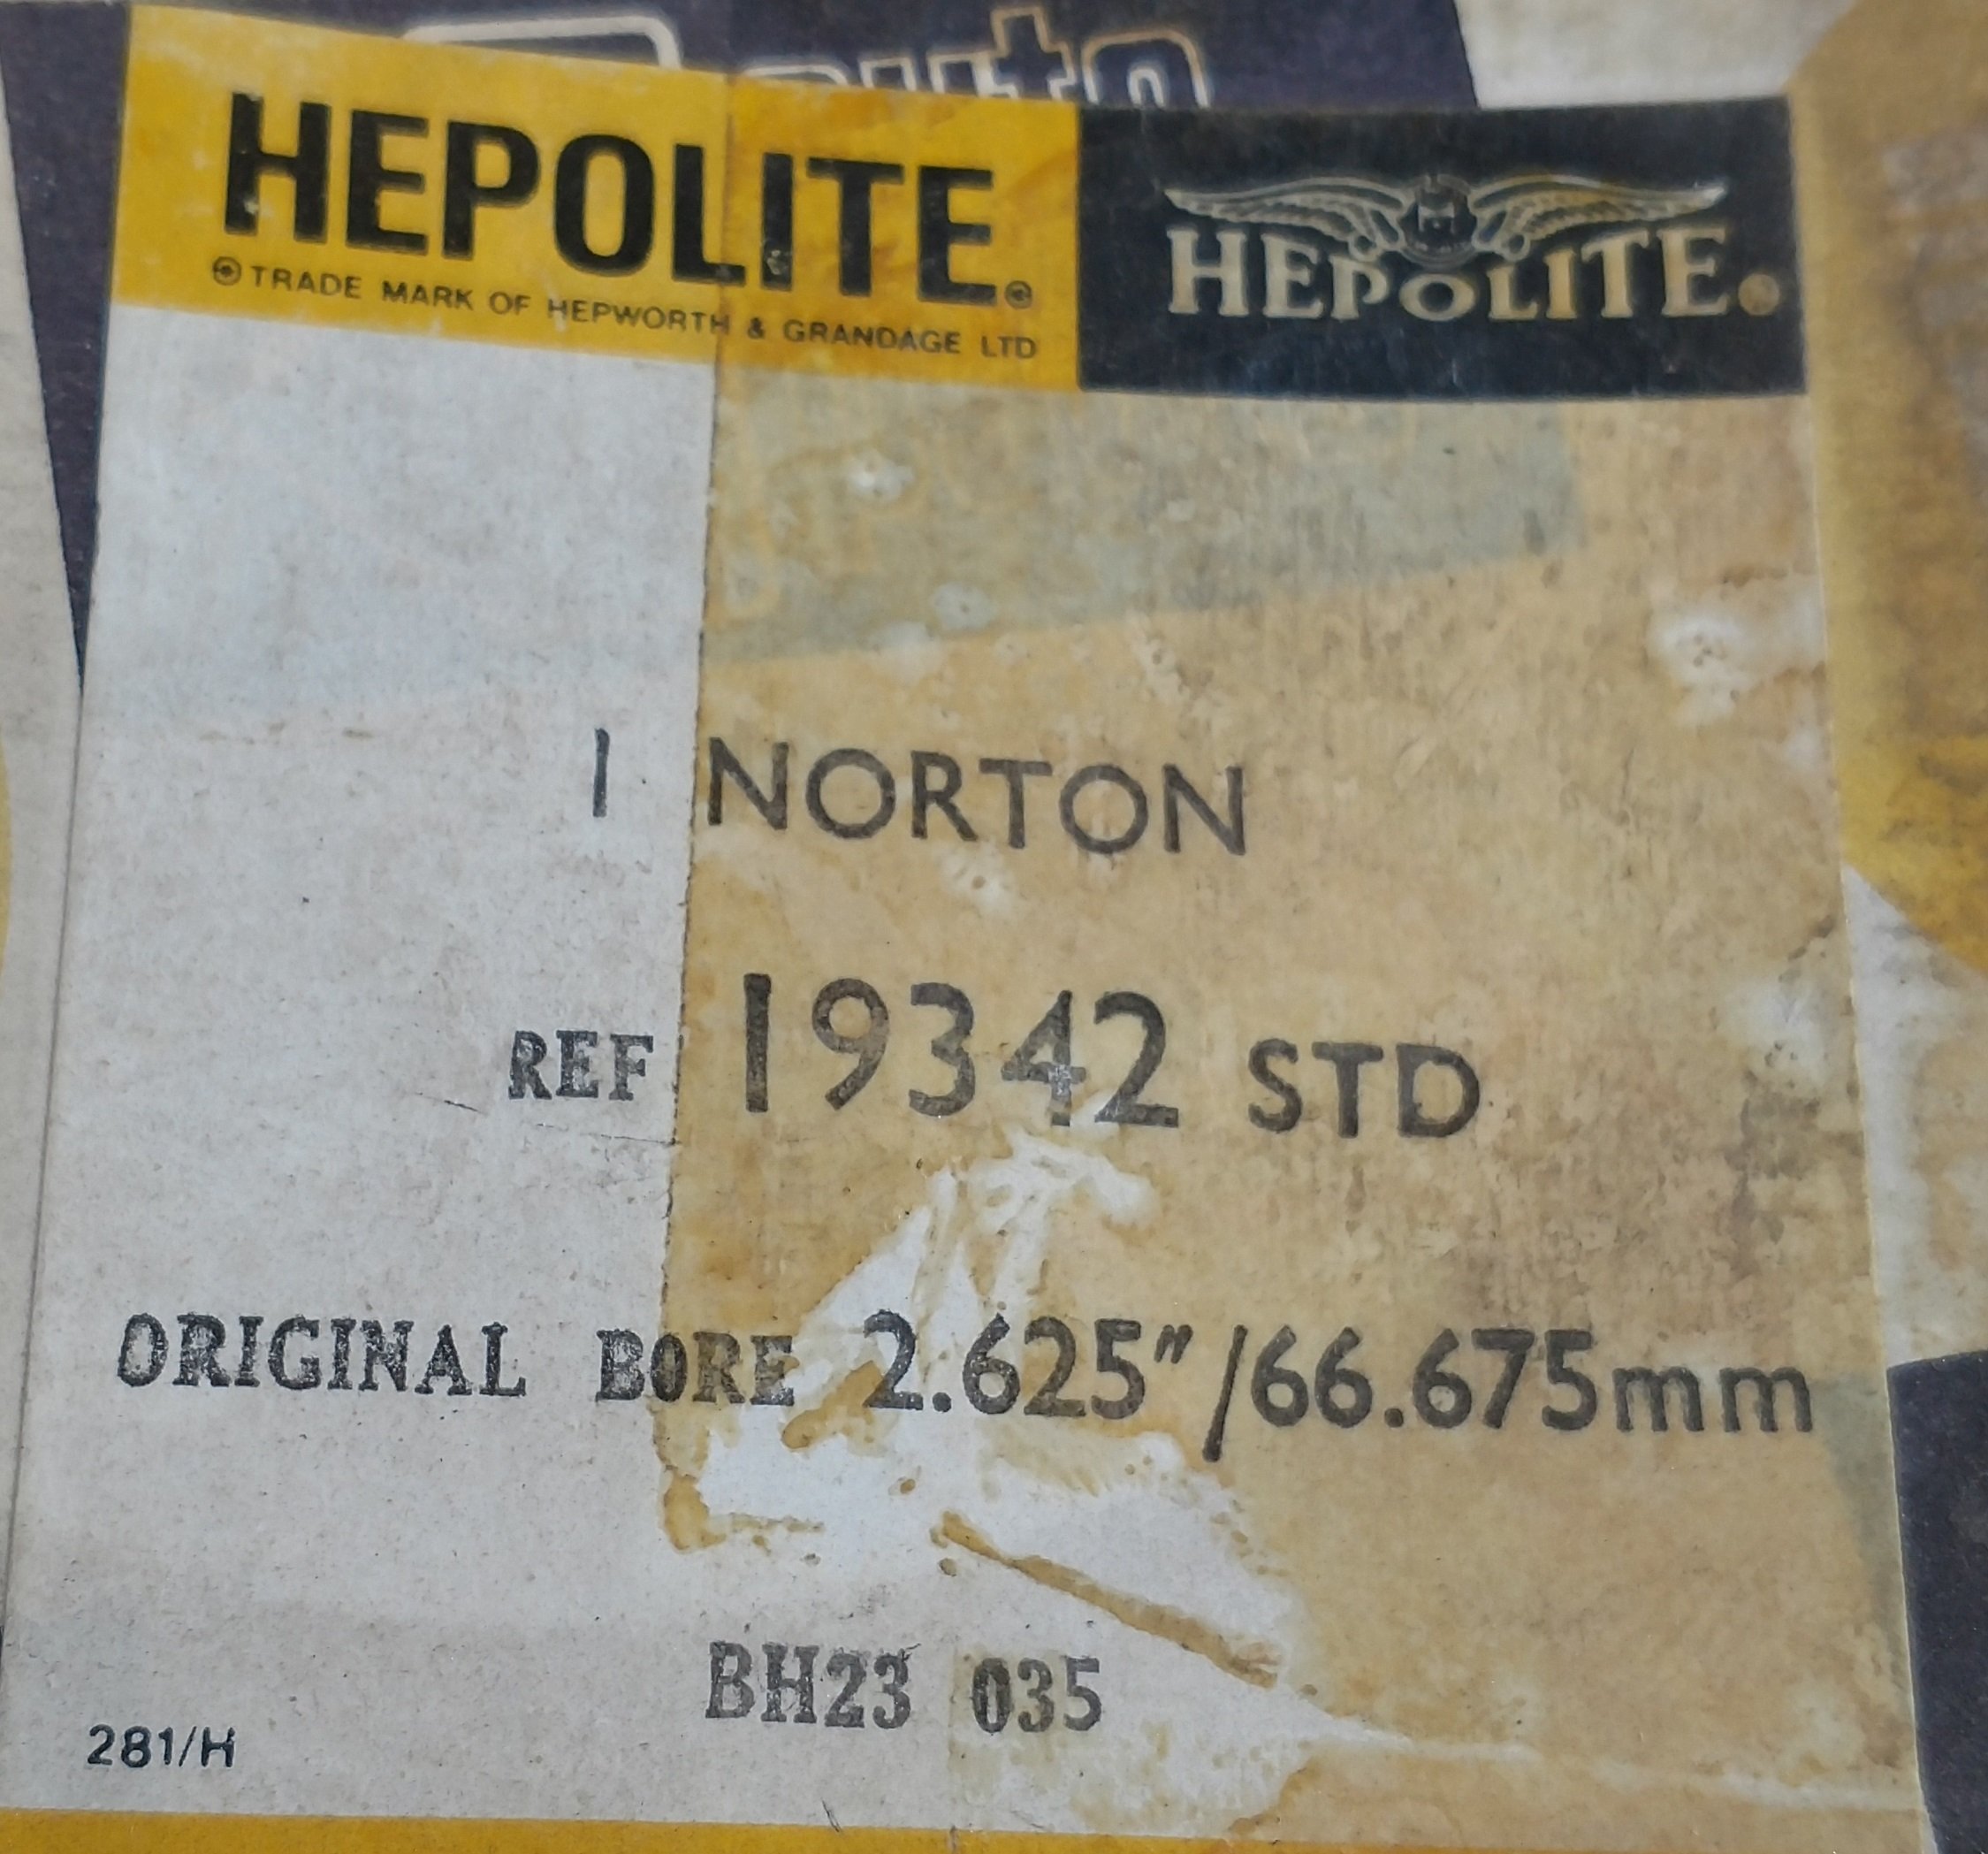 HEPOLITE®
® TRADE MARK OF HEPWORTH & GRANDAGE LTD
HEPOLITE
1 NORTON
REF 19342 STD
ORIGINAL BORE 2.625"/66.675mm
BH23 035
281/H